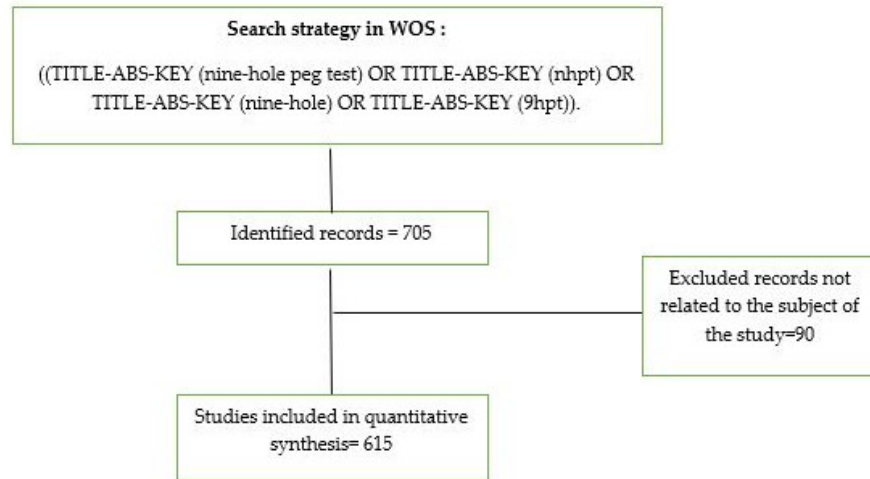 Search strategy in WOS :
((TITLE-ABS-KEY (nine-hole peg test) OR TITLE-ABS-KEY (nhpt) OR
TITLE-ABS-KEY (nine-hole) OR TITLE-ABS-KEY (9hpt)).
Identified records = 705
Excluded records not
related to the subject of
the study=90
Studies included in quantitative
synthesis= 615